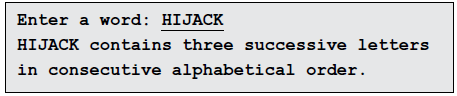 Enter a word: HIJACK
HIJACK contains three successive letters
in consecutive alphabetical order.